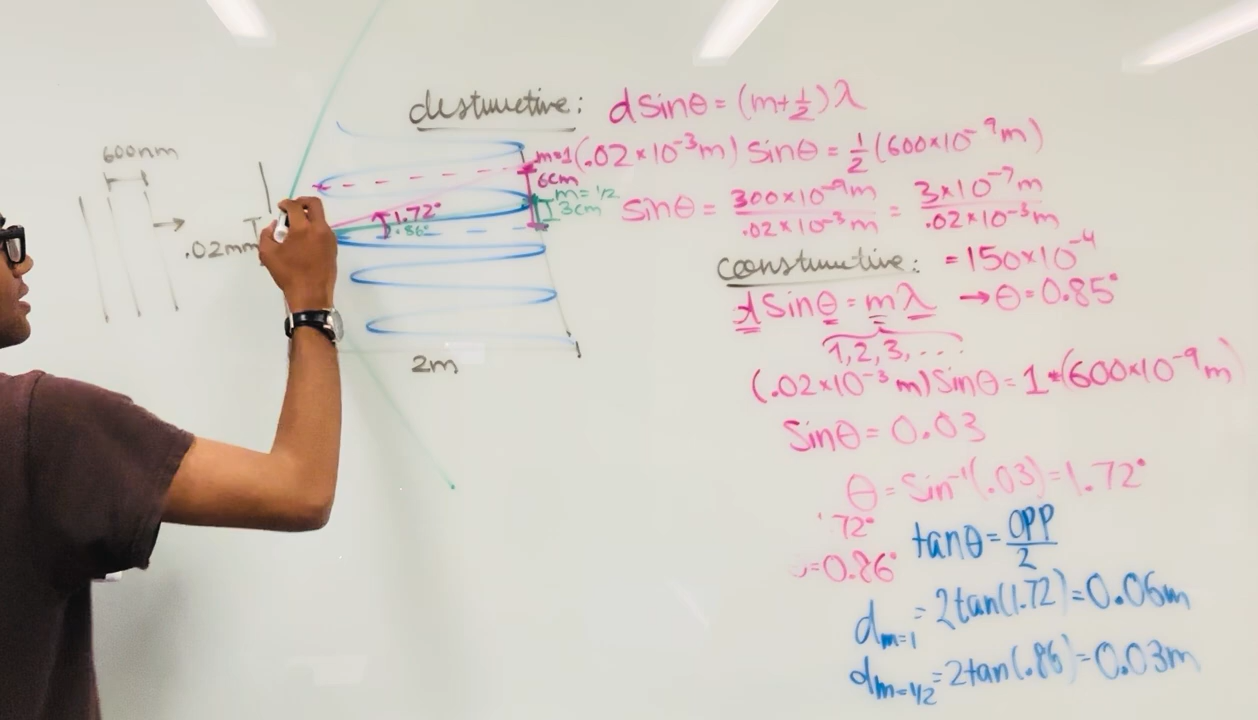 600nm
.02mm
2m
m=1
6cm
m=1/2
3cm
1.72°
.86°
destructive: dsinθ=(m+1/2)λ
(.02×10⁻³m) sinθ=1/2(600×10⁻⁹m)
sinθ= 300×10⁻⁹m/.02×10⁻³m = 3×10⁻⁷m/.02×10⁻³m
=150×10⁻⁴
→θ=0.85°
constructive:
dsinθ=mλ
1,2,3,...
(.02×10⁻³m)sinθ=1•(600×10⁻⁹m)
sinθ=0.03
θ=sin⁻¹(.03)=1.72°
72°
=0.86°
tanθ=OPP/2
dm=1=2tan(1.72)=0.06m
dm=1/2=2tan(.86)=0.03m